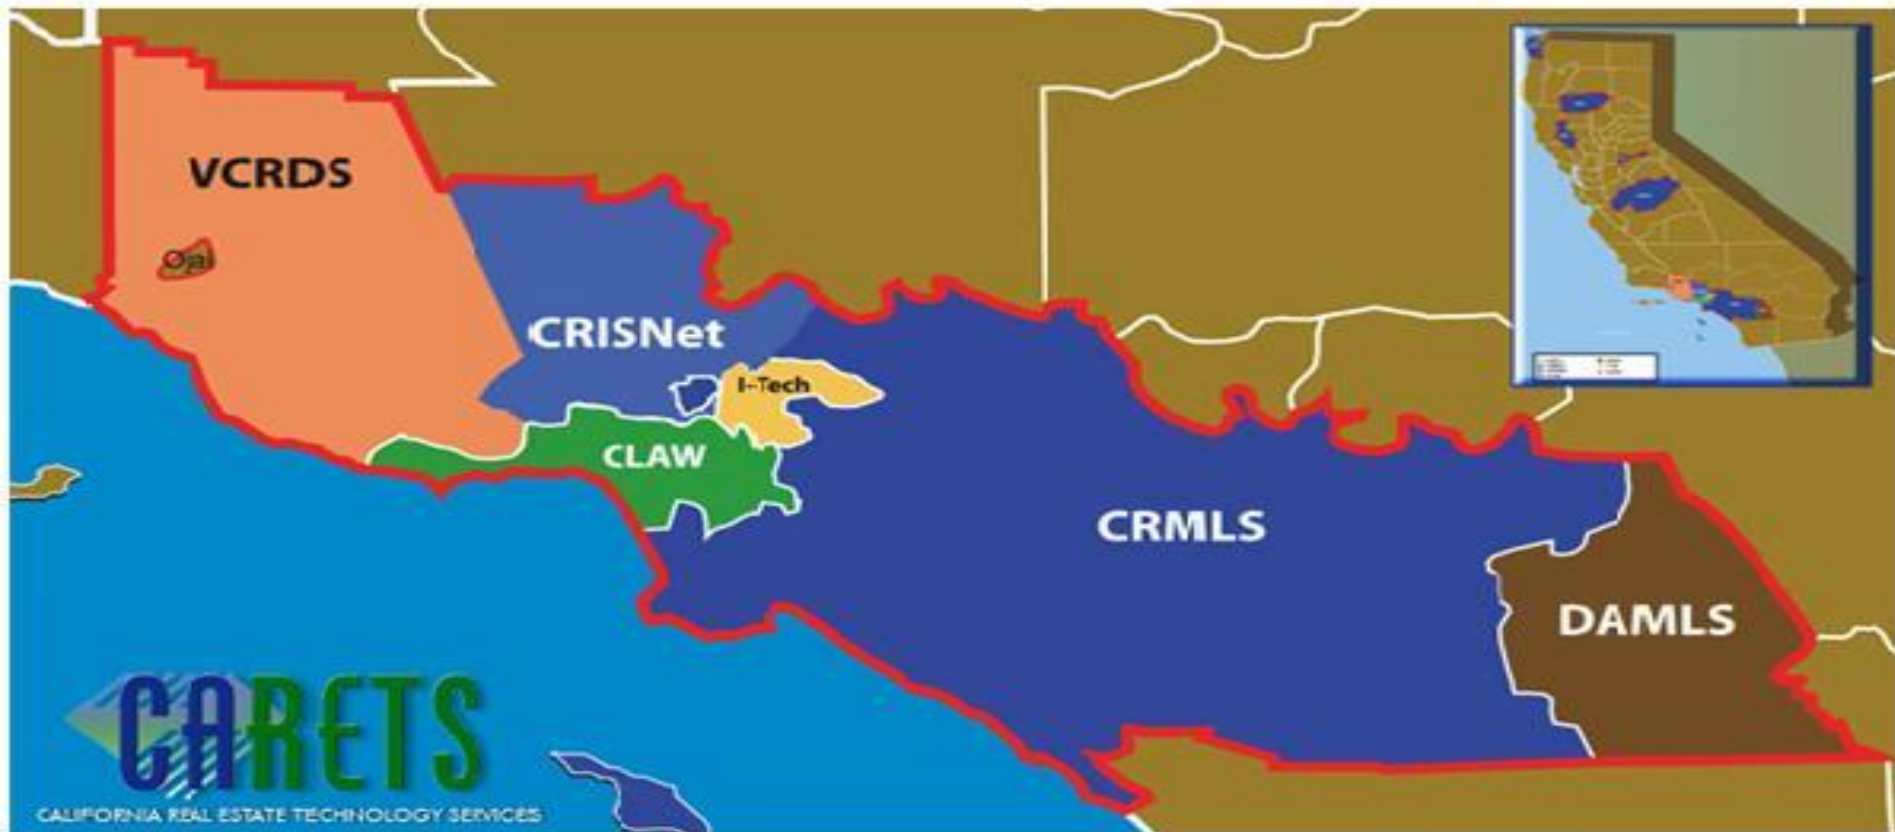 VCRDS
Ojai
CRISNet
I-Tech
CLAW
CRMLS
DAMLS
CARETS
CALIFORNIA REAL ESTATE TECHNOLOGY SERVICES